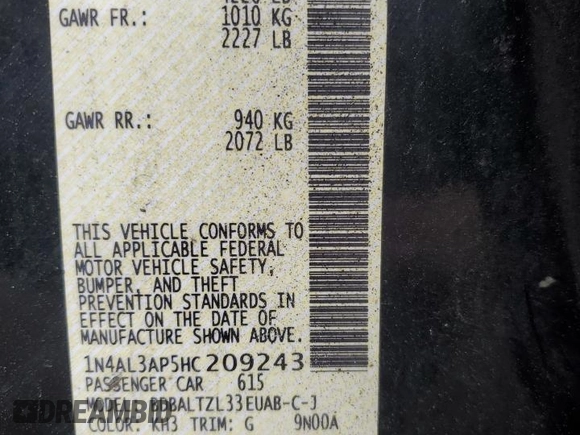 GAWR FR.: 1010 KG
2227 LB
GAWR RR.: 940 KG
2072 LB
THIS VEHICLE CONFORMS TO
ALL APPLICABLE FEDERAL
MOTOR VEHICLE SAFETY,
BUMPER, AND THEFT
PREVENTION STANDARDS IN
EFFECT ON THE DATE OF
MANUFACTURE SHOWN ABOVE.
1N4AL3AP5HC209243
PASSENGER CAR 615
MODEL: BDBALTZL33EUAB-C-J
COLOR: KH3 TRIM: G 9N00A
EPICBID
HISTORY